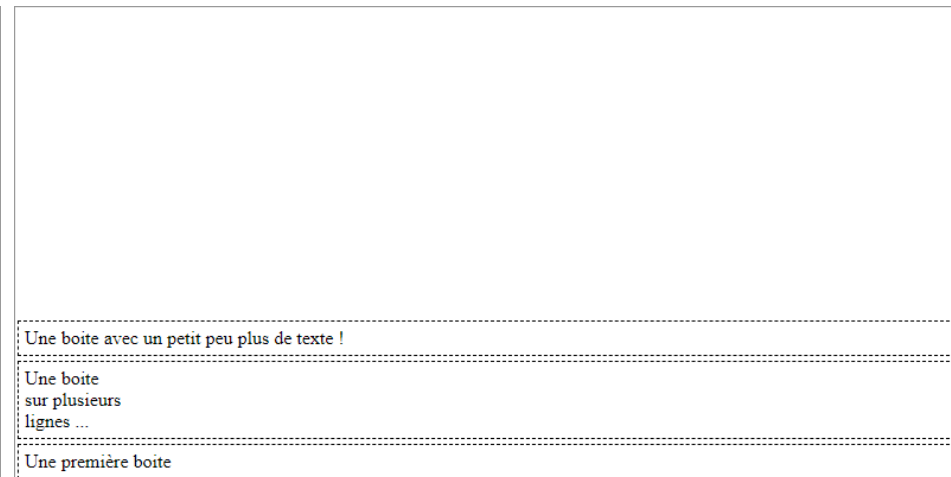 Une boite avec un petit peu plus de texte !
Une boite
sur plusieurs
lignes ...
Une première boite